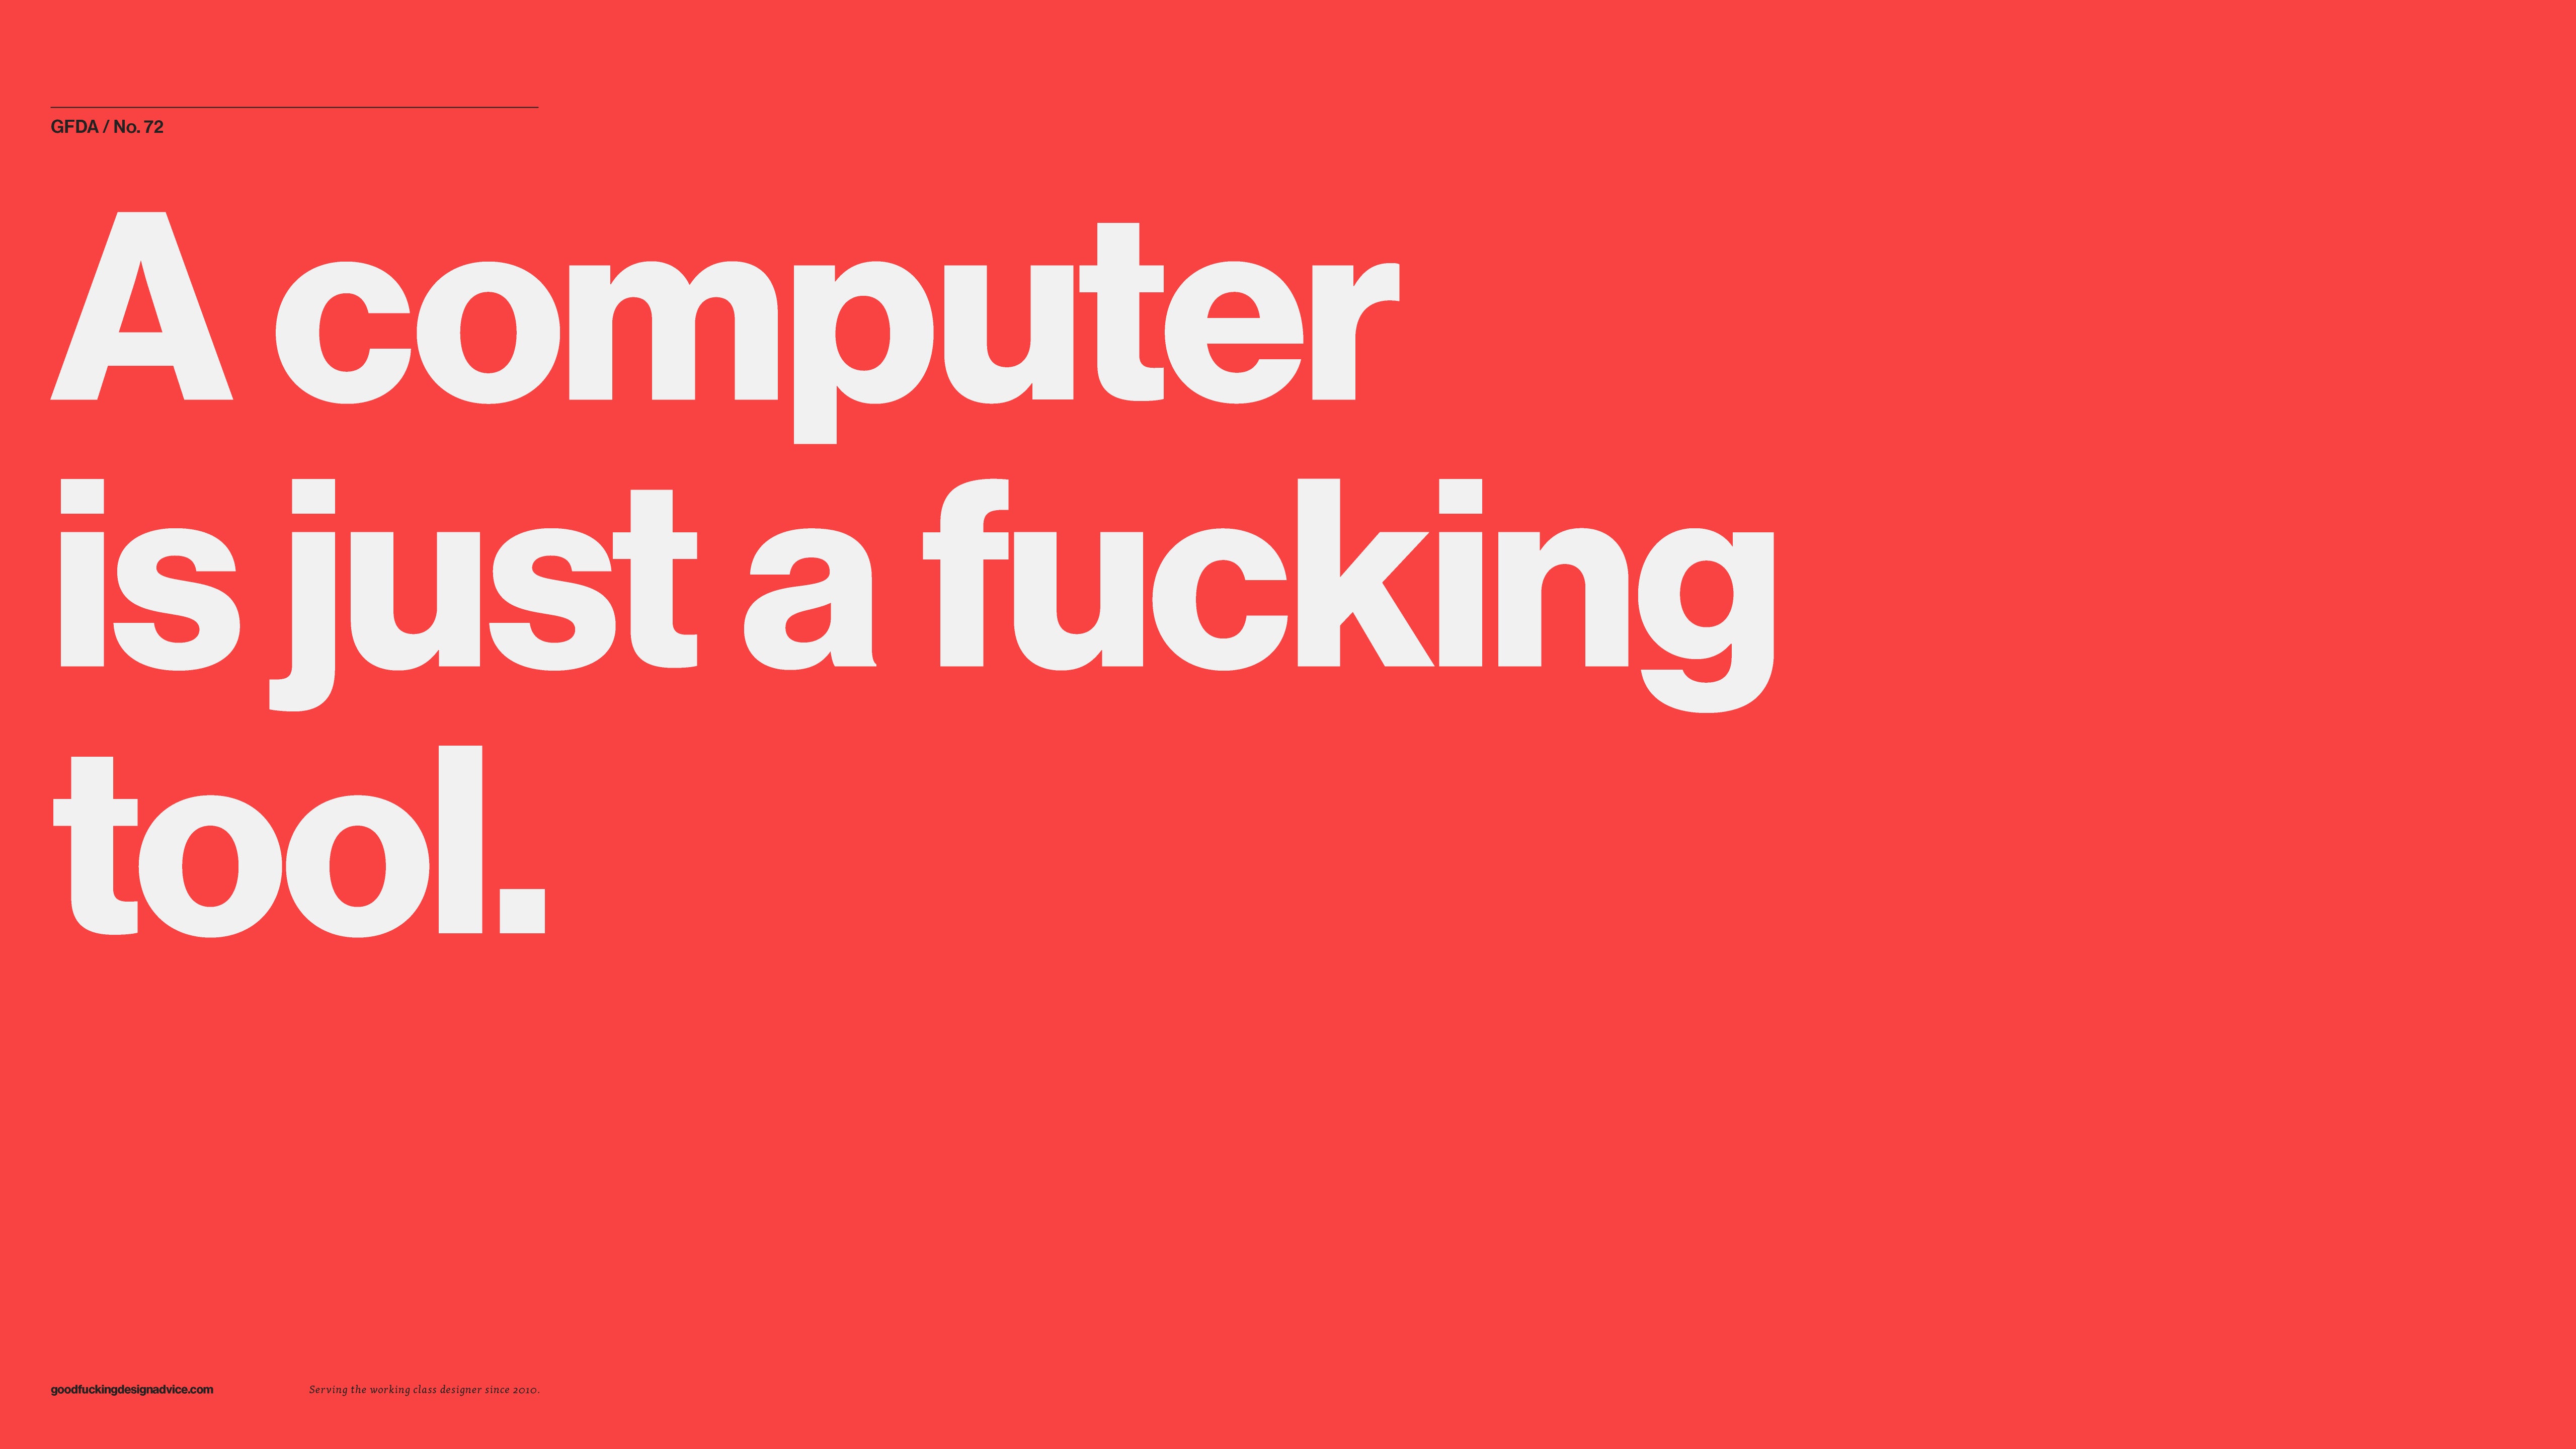 GFDA / No. 72
A computer
is just a fucking
tool.
goodfuckingdesignadvice.com
Serving the working class designer since 2010.